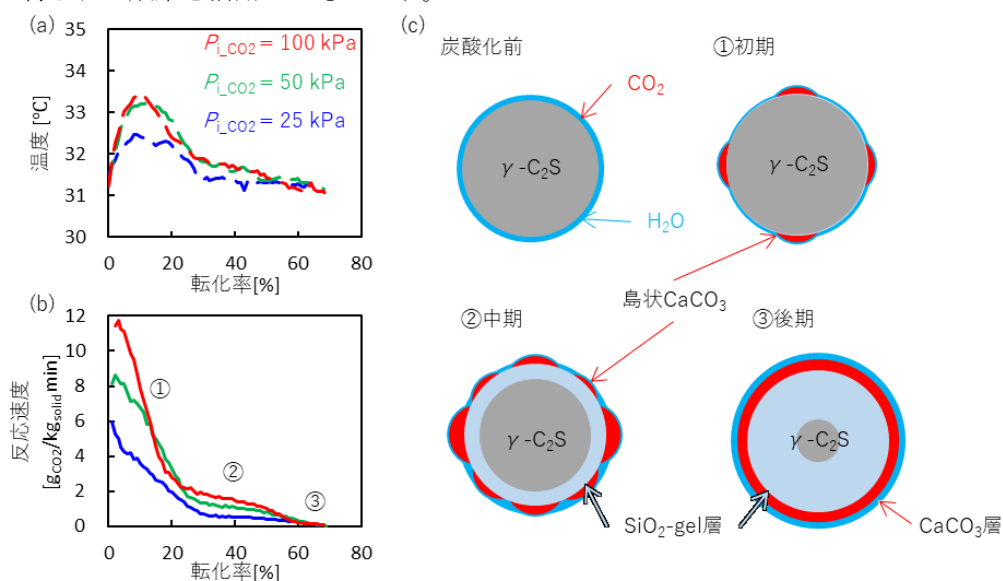 (a)
P_i_CO2 = 100 kPa
P_i_CO2 = 50 kPa
P_i_CO2 = 25 kPa
温度 [℃]
35
34
33
32
31
30
0 20 40 60 80
転化率[%]
(b)
反応速度
[g_CO2/kg_solid min]
12
10
8
6
4
2
0
①
②
③
0 20 40 60 80
転化率[%]
(c)
炭酸化前
CO₂
γ-C₂S
H₂O
①初期
γ-C₂S
島状CaCO₃
②中期
γ-C₂S
③後期
γ-C₂S
SiO₂-gel層
CaCO₃層